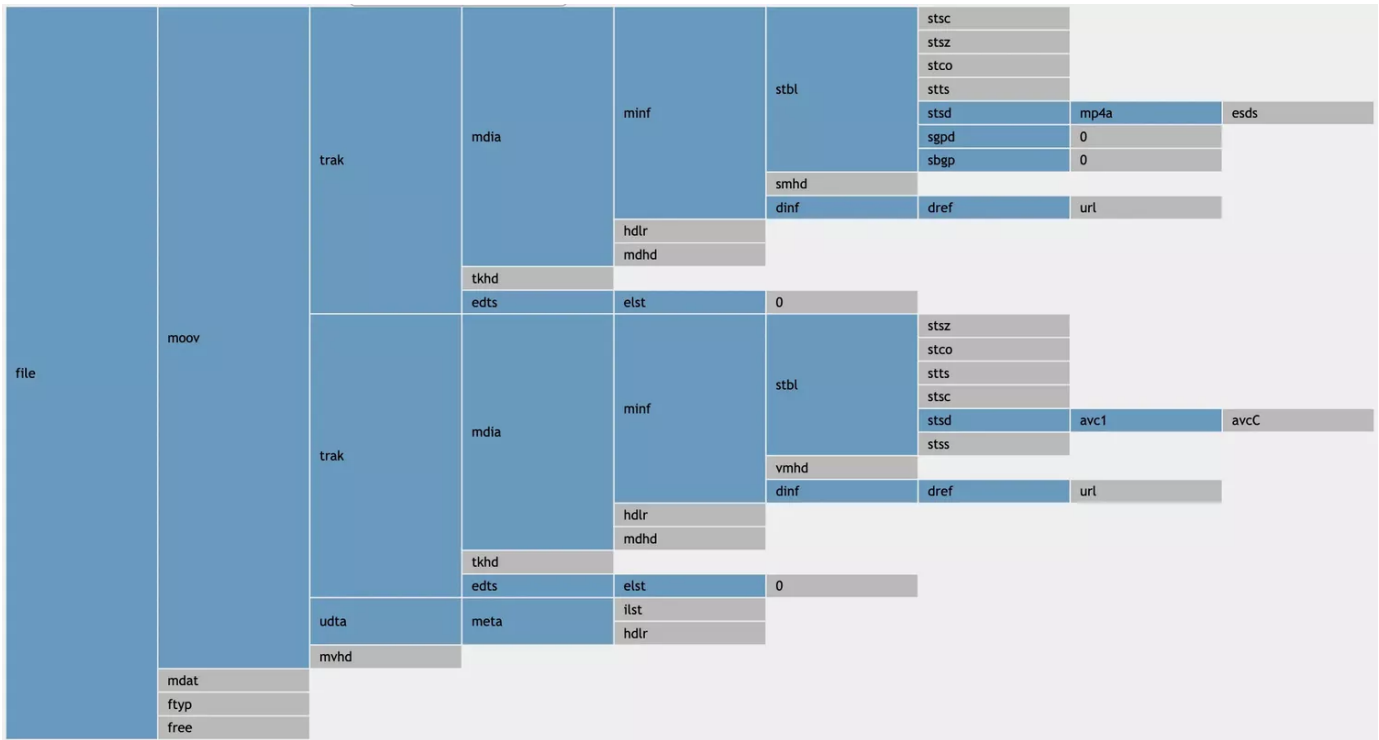 stsc
stsz
stco
stbl
stts
minf
stsd mp4a esds
mdia
sgpd 0
trak
sbgp 0
smhd
dinf dref url
hdlr
mdhd
tkhd
edts elst 0
stsz
moov
stco
file
stts
stbl
stsc
minf
stsd avc1 avcC
mdia
stss
trak
vmhd
dinf dref url
hdlr
mdhd
tkhd
edts elst 0
ilst
udta meta
hdlr
mvhd
mdat
ftyp
free